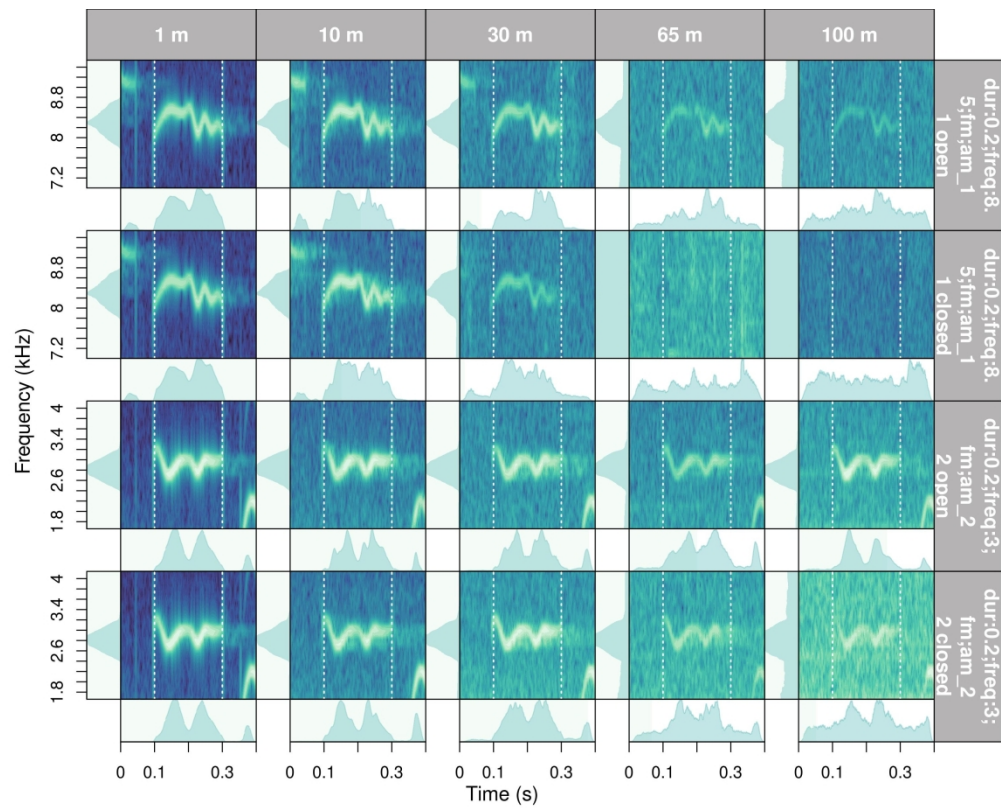 1 m 10 m 30 m 65 m 100 m
8.8
8
7.2
dur:0.2;freq:8.
5;fm;am_1
1 open
8.8
8
7.2
dur:0.2;freq:8.
5;fm;am_1
1 closed
Frequency (kHz)
4
3.4
2.6
1.8
dur:0.2;freq:3;
fm;am_2
2 open
4
3.4
2.6
1.8
dur:0.2;freq:3;
fm;am_2
2 closed
0 0.1 0.3 0 0.1 0.3 0 0.1 0.3 0 0.1 0.3 0 0.1 0.3
Time (s)